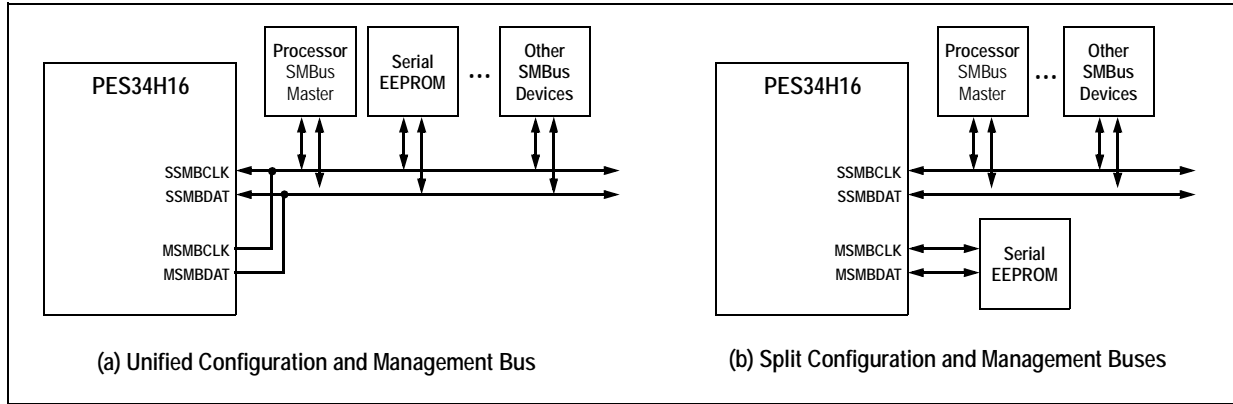 PES34H16
Processor
SMBus
Master
Serial
EEPROM
...
Other
SMBus
Devices
SSMBCLK
SSMBDAT
MSMBCLK
MSMBDAT
(a) Unified Configuration and Management Bus
PES34H16
Processor
SMBus
Master
...
Other
SMBus
Devices
SSMBCLK
SSMBDAT
MSMBCLK
MSMBDAT
Serial
EEPROM
(b) Split Configuration and Management Buses